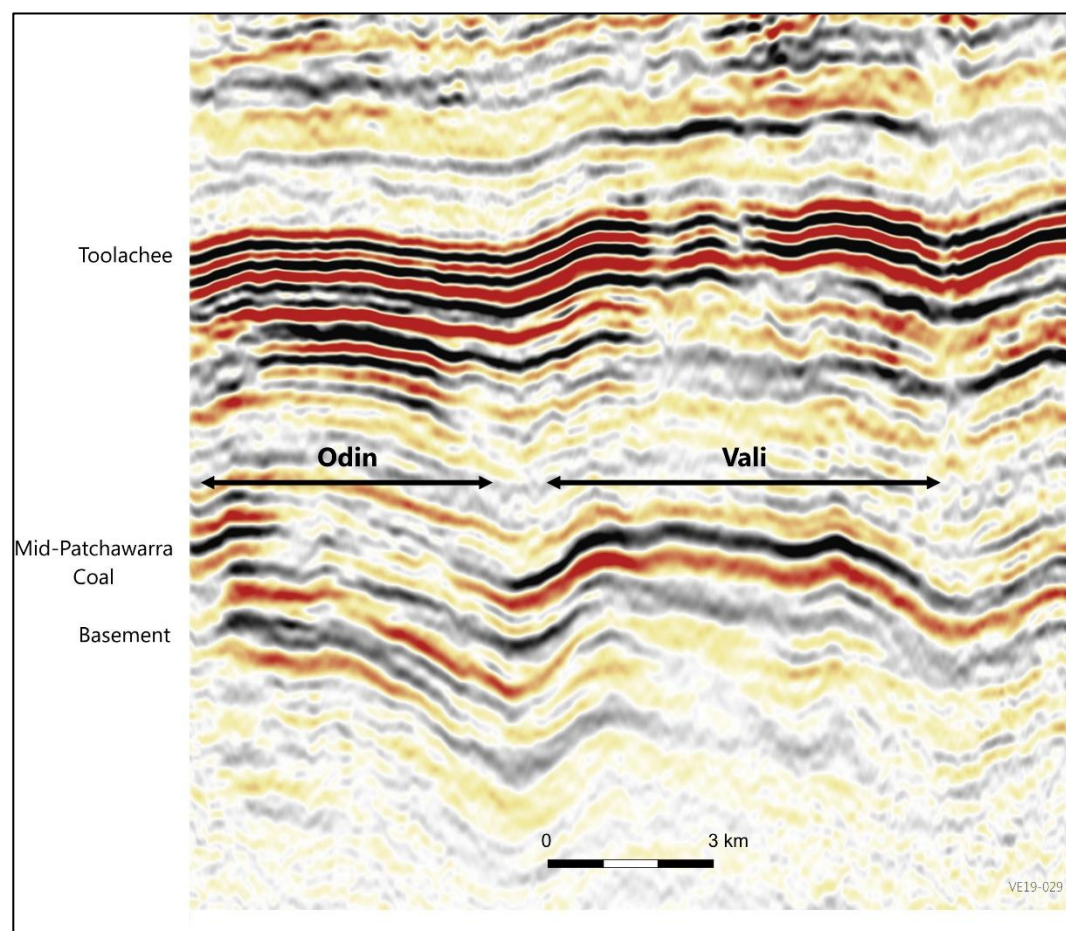 Toolachee
Odin
Vali
Mid-Patchawarra
Coal
Basement
0
3 km
VE19-029